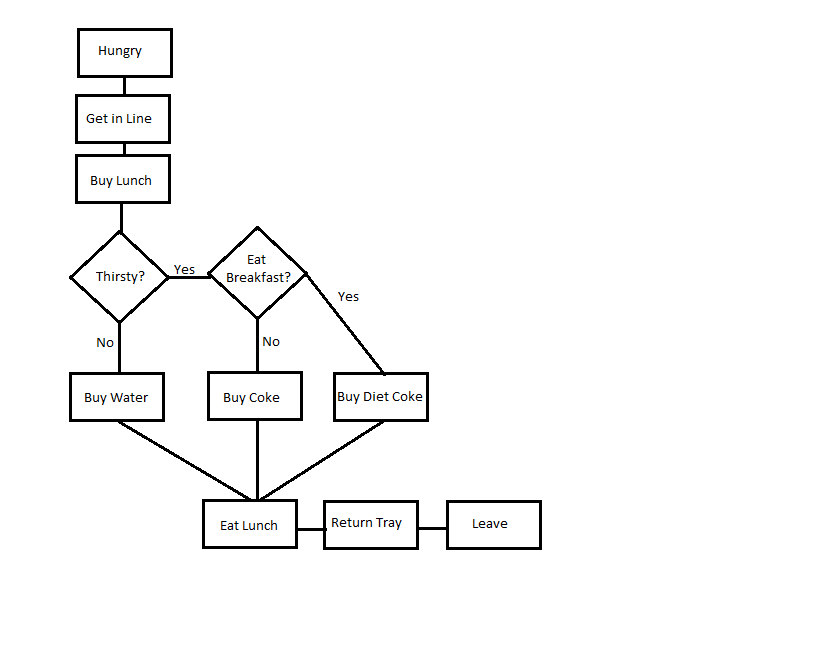 Hungry
Get in Line
Buy Lunch
Thirsty?
Yes
Eat
Breakfast?
Yes
No
No
Buy Water
Buy Coke
Buy Diet Coke
Eat Lunch
Return Tray
Leave